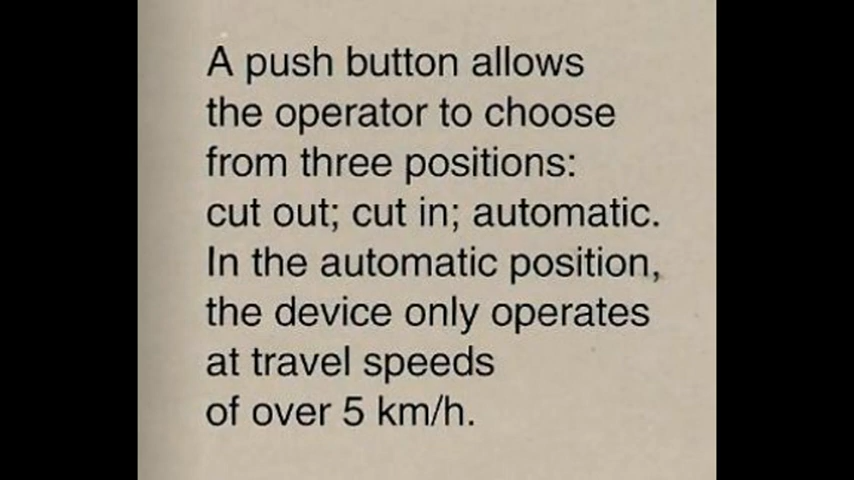 A push button allows
the operator to choose
from three positions:
cut out; cut in; automatic.
In the automatic position,
the device only operates
at travel speeds
of over 5 km/h.